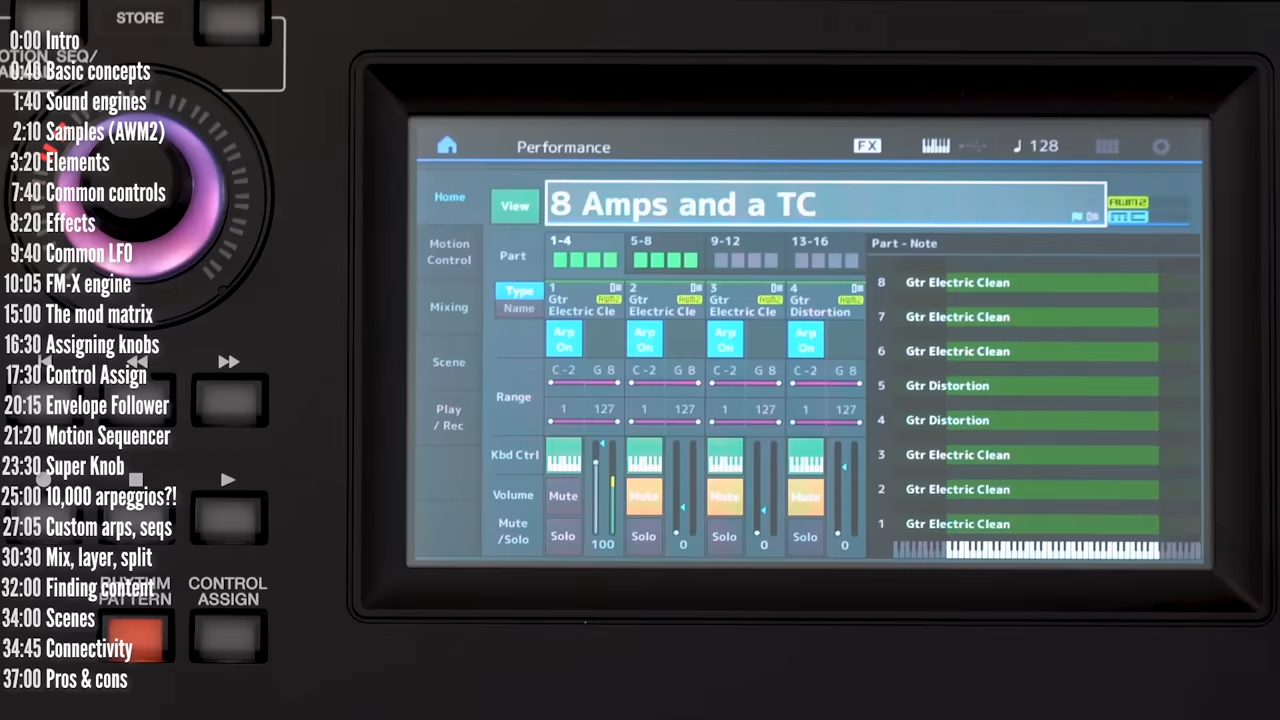 STORE
MOTION SEQ/
0:00 Intro
0:40 Basic concepts
1:40 Sound engines
2:10 Samples (AWM2)
3:20 Elements
7:40 Common controls
8:20 Effects
9:40 Common LFO
10:05 FM-X engine
15:00 The mod matrix
16:30 Assigning knobs
17:30 Control Assign
20:15 Envelope Follower
21:20 Motion Sequencer
23:30 Super Knob
25:00 10,000 arpeggios?!
27:05 Custom arps, seqs
30:30 Mix, layer, split
32:00 Finding content
34:00 Scenes
34:45 Connectivity
37:00 Pros & cons
RHYTHM
PATTERN
CONTROL
ASSIGN
Performance
FX
128
Home
View
8 Amps and a TC
AWM2
MC
Motion
Control
Part
1-4
5-8
9-12
13-16
Part - Note
Type
Name
1
Gtr AWM2
Electric Cle
2
Gtr AWM2
Electric Cle
3
Gtr AWM2
Electric Cle
4
Gtr AWM2
Distortion
Mixing
Arp
On
Arp
On
Arp
On
Arp
On
Scene
Range
C -2 G 8
C -2 G 8
C -2 G 8
C -2 G 8
1 127
1 127
1 127
1 127
Play
/ Rec
Kbd Ctrl
Volume
Mute
Mute
Mute
Mute
Mute
/Solo
Solo
Solo
Solo
Solo
100
0
0
0
8 Gtr Electric Clean
7 Gtr Electric Clean
6 Gtr Electric Clean
5 Gtr Distortion
4 Gtr Distortion
3 Gtr Electric Clean
2 Gtr Electric Clean
1 Gtr Electric Clean